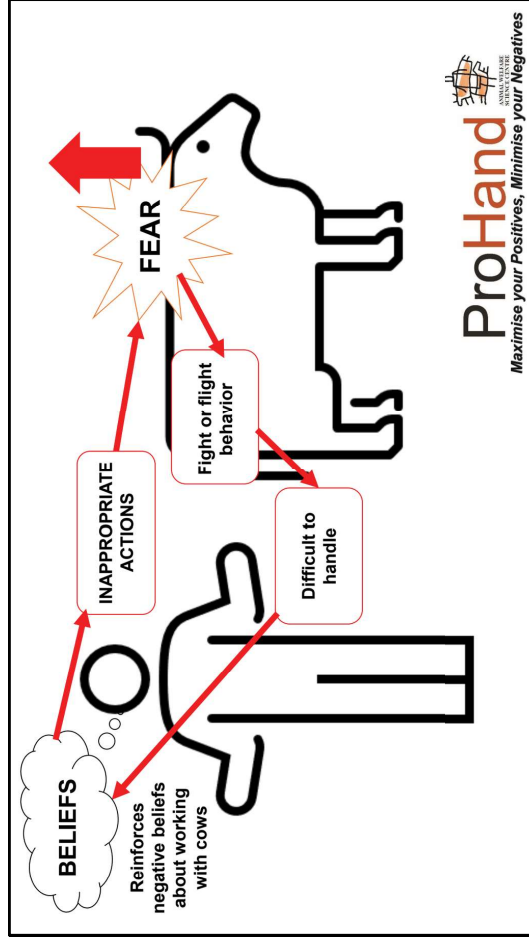 BELIEFS
Reinforces
negative beliefs
about working
with cows
INAPPROPRIATE
ACTIONS
FEAR
Fight or flight
behavior
Difficult to
handle
ProHand
ANIMAL WELFARE
SCIENCE CENTRE
Maximise your Positives, Minimise your Negatives